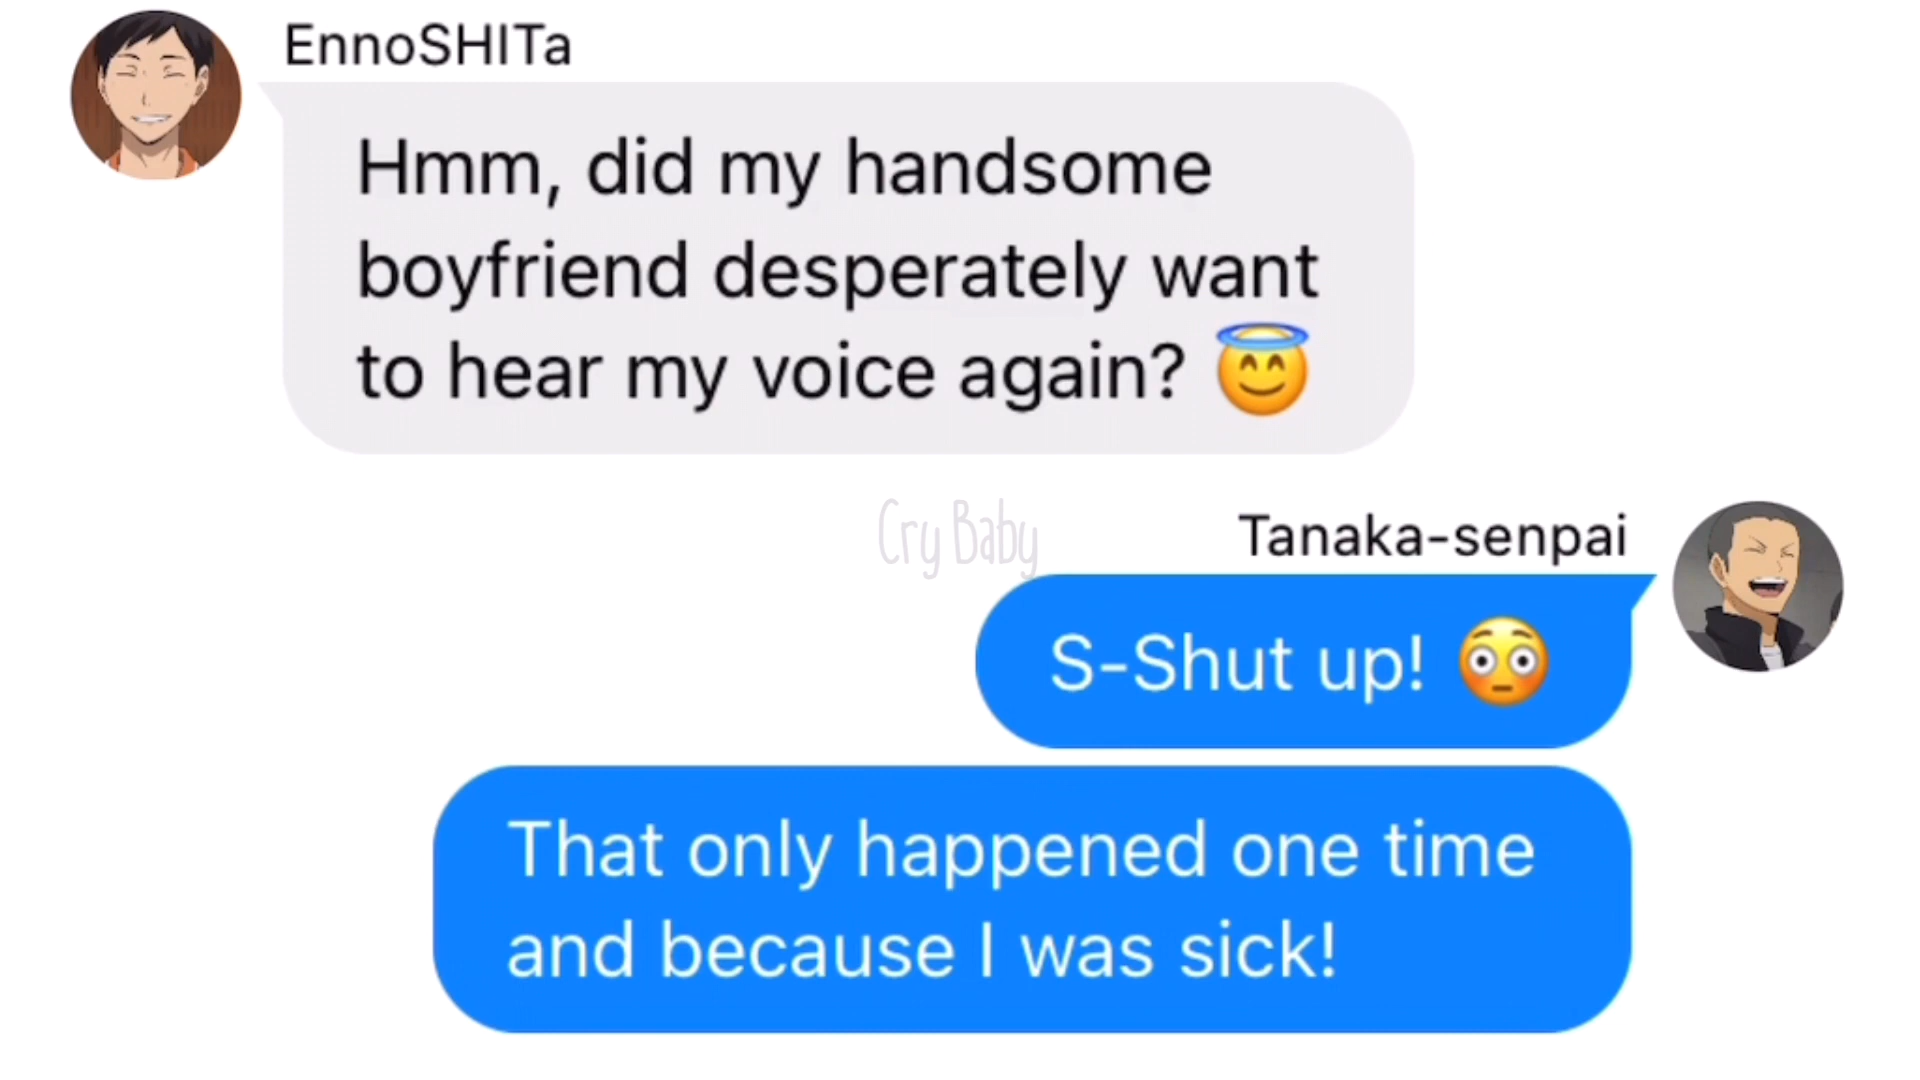 EnnoSHITa
Hmm, did my handsome
boyfriend desperately want
to hear my voice again? 😇
Cry Baby
Tanaka-senpai
S-Shut up! 😳
That only happened one time
and because I was sick!